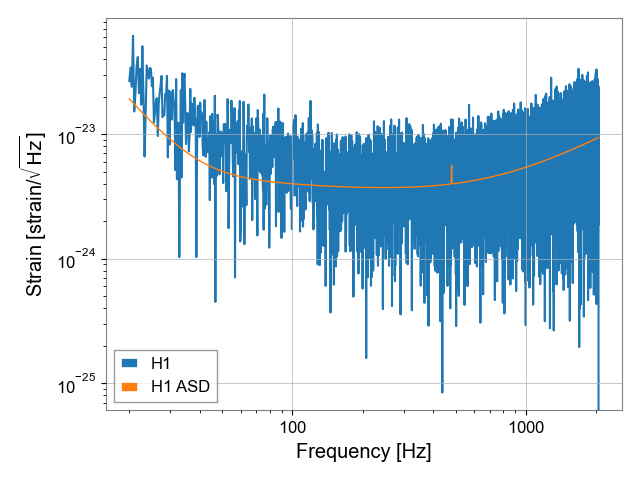 Strain [strain/√Hz]
10⁻²³
10⁻²⁴
10⁻²⁵
H1
H1 ASD
100
1000
Frequency [Hz]